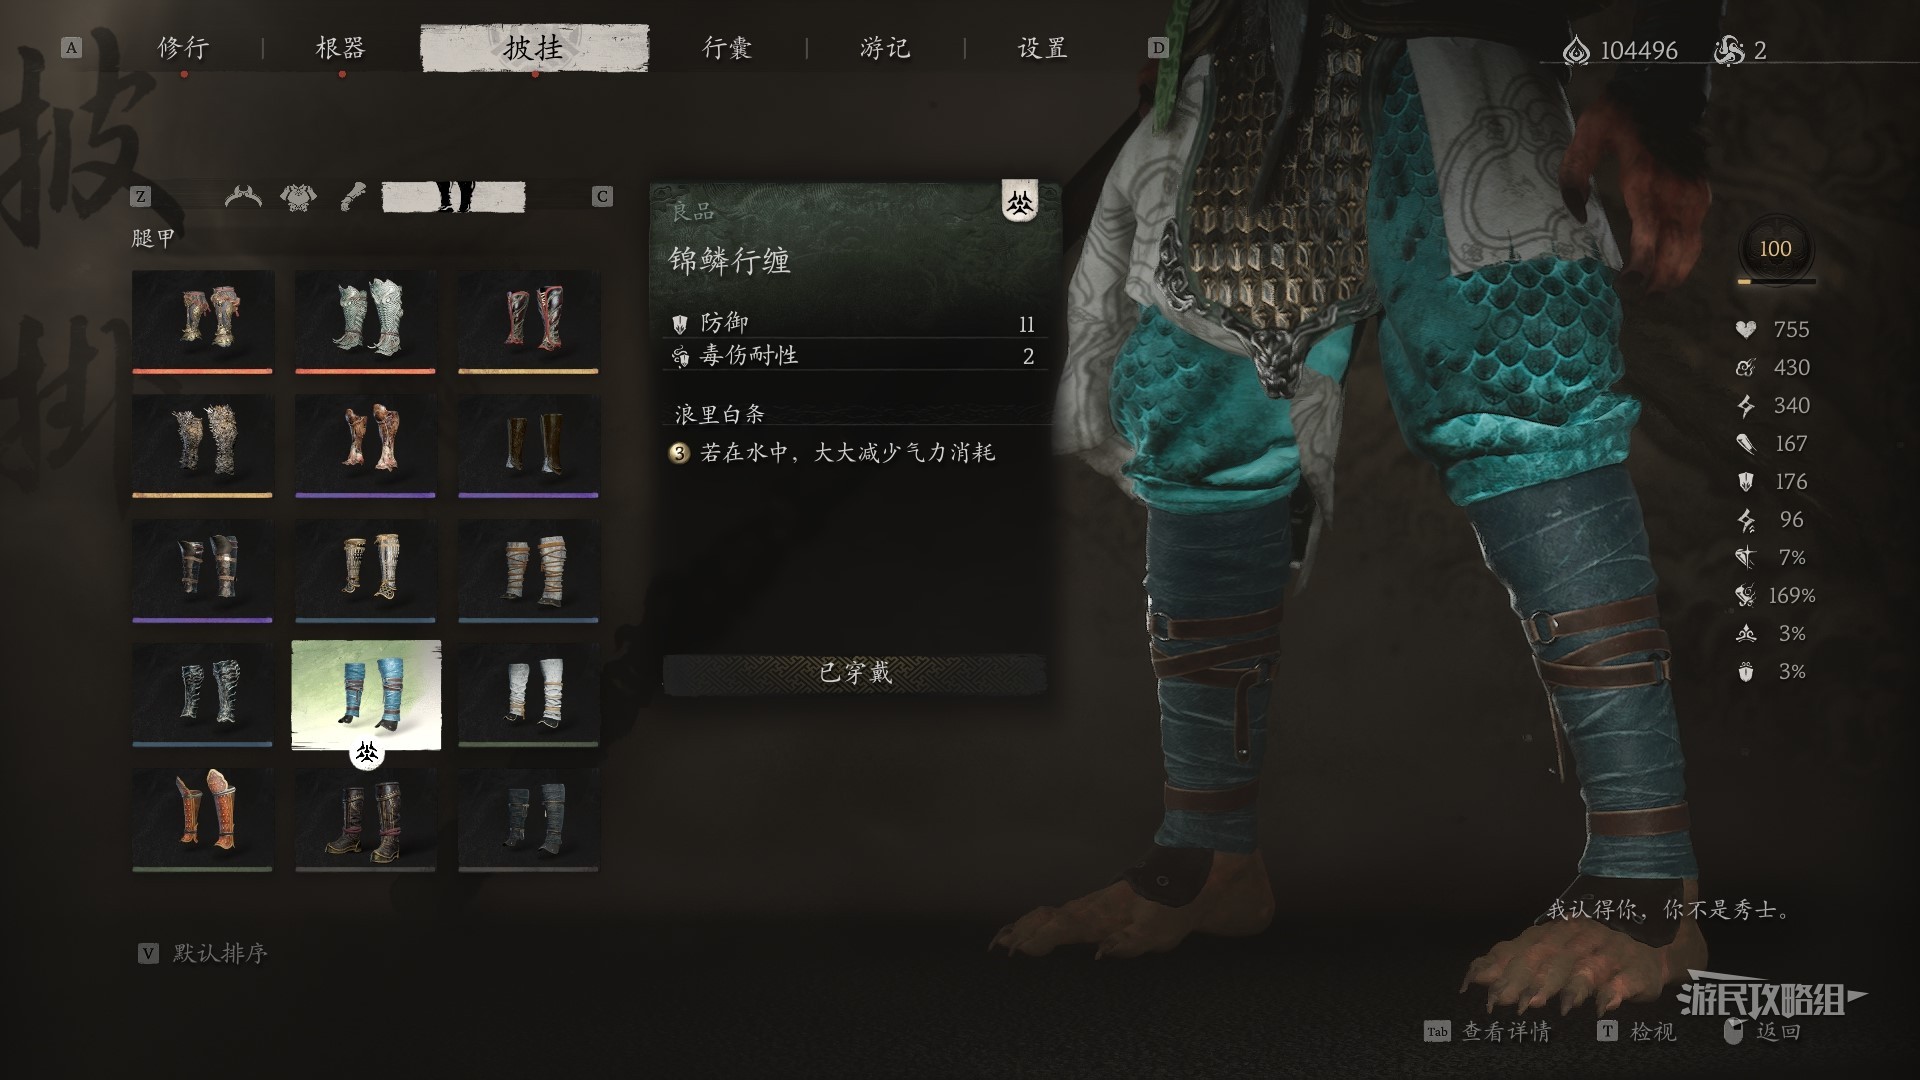 A 修行 根器 披挂 行囊 游记 设置 D 104496 2
披挂
Z C
腿甲
良品
锦鳞行缠
防御 11
毒伤耐性 2
浪里白条
3 若在水中，大大减少气力消耗
已穿戴
100
755
430
340
167
176
96
7%
169%
3%
3%
我认得你，你不是秀士。
V 默认排序
游民攻略组
Tab 查看详情 T 检视 返回